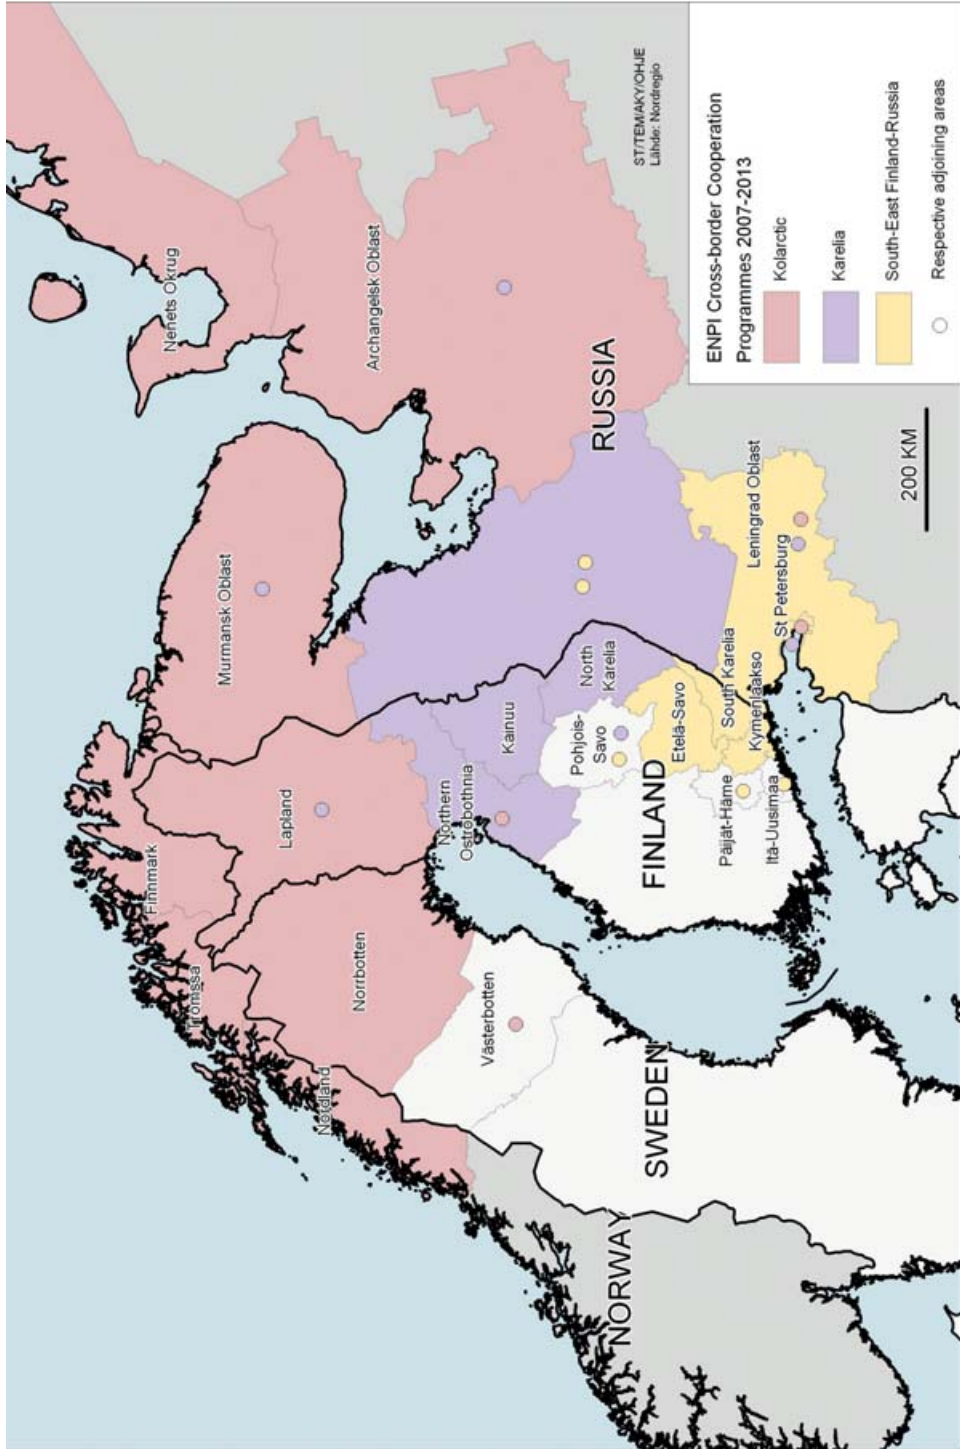 Nenets Okrug
Archangelsk Oblast
Murmansk Oblast
Finnmark
Tromssa
Nordland
Lapland
Norrbotten
Västerbotten
Northern
Ostrobothnia
Kainuu
North
Karelia
Pohjois-
Savo
Etelä-Savo
South Karelia
Kymenlaakso
Päijät-Häme
Itä-Uusimaa
St Petersburg
Leningrad Oblast
RUSSIA
FINLAND
SWEDEN
NORWAY
200 KM
ST/TEM/AKY/OHJE
Lähde: Nordregio
ENPI Cross-border Cooperation
Programmes 2007-2013
Kolarctic
Karelia
South-East Finland-Russia
Respective adjoining areas